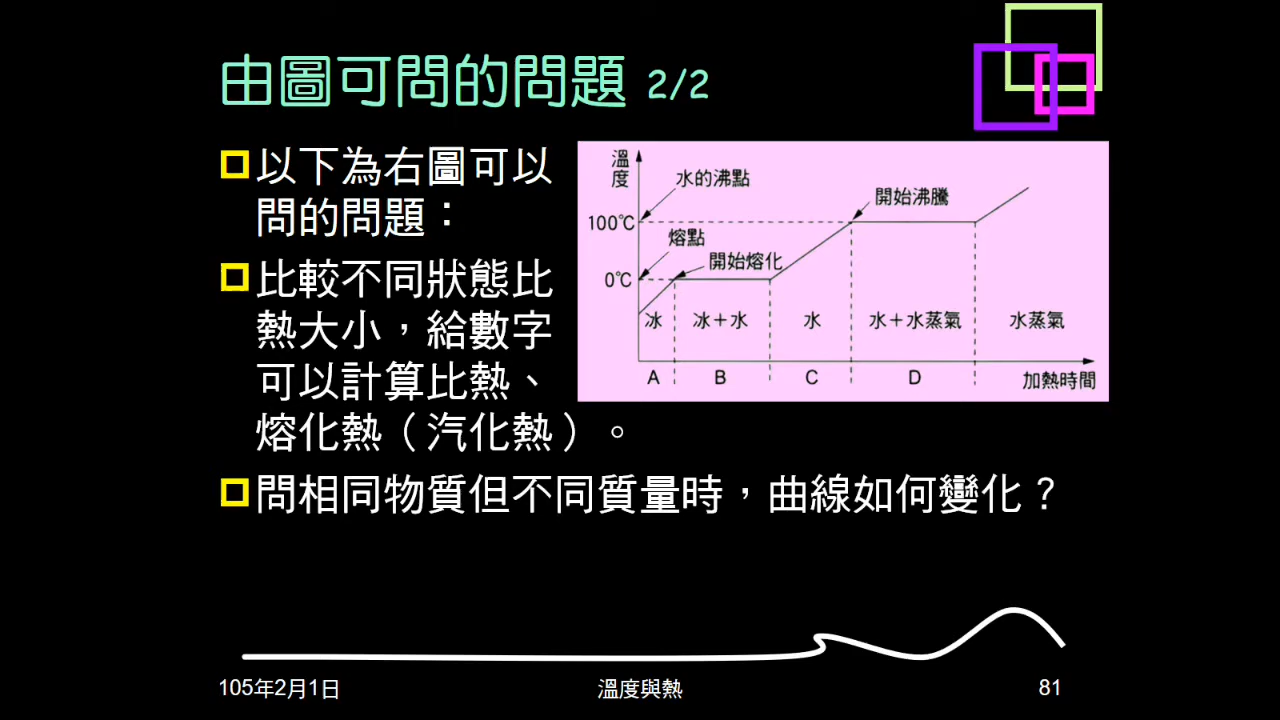 由圖可問的問題 2/2
以下為右圖可以
問的問題：
比較不同狀態比
熱大小，給數字
可以計算比熱、
熔化熱（汽化熱）。
問相同物質但不同質量時，曲線如何變化？
溫度
水的沸點
開始沸騰
100℃
熔點
開始熔化
0℃
冰
冰＋水
水
水＋水蒸氣
水蒸氣
A
B
C
D
加熱時間
105年2月1日
溫度與熱
81